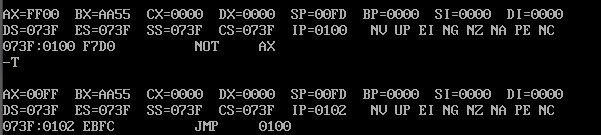 AX=FF00 BX=AA55 CX=0000 DX=0000 SP=00FD BP=0000 SI=0000 DI=0000
DS=073F ES=073F SS=073F CS=073F IP=0100 NV UP EI NG NZ NA PE NC
073F:0100 F7D0 NOT AX
-T
AX=00FF BX=AA55 CX=0000 DX=0000 SP=00FD BP=0000 SI=0000 DI=0000
DS=073F ES=073F SS=073F CS=073F IP=0102 NV UP EI NG NZ NA PE NC
073F:0102 EBFC JMP 0100